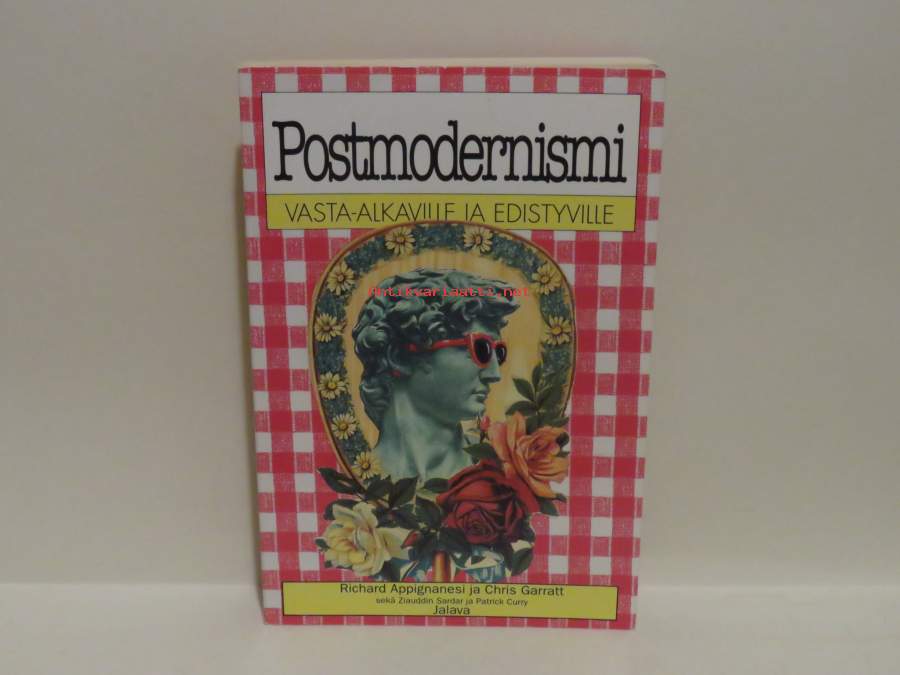 Postmodernismi
VASTA-ALKAVILLE JA EDISTYVILLE
Antikvariaatti.net
Richard Appignanesi ja Chris Garratt
sekä Ziauddin Sardar ja Patrick Curry
Jalava